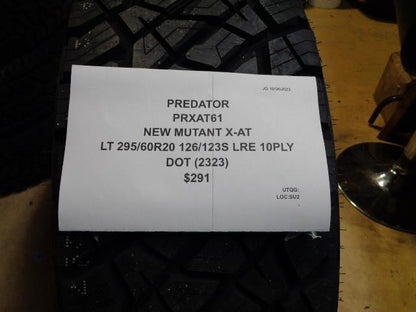 PREDATOR
PRXAT61
NEW MUTANT X-AT
LT 295/60R20 126/123S LRE 10PLY
DOT (2323)
$291
UTQG:
LOC:SU2